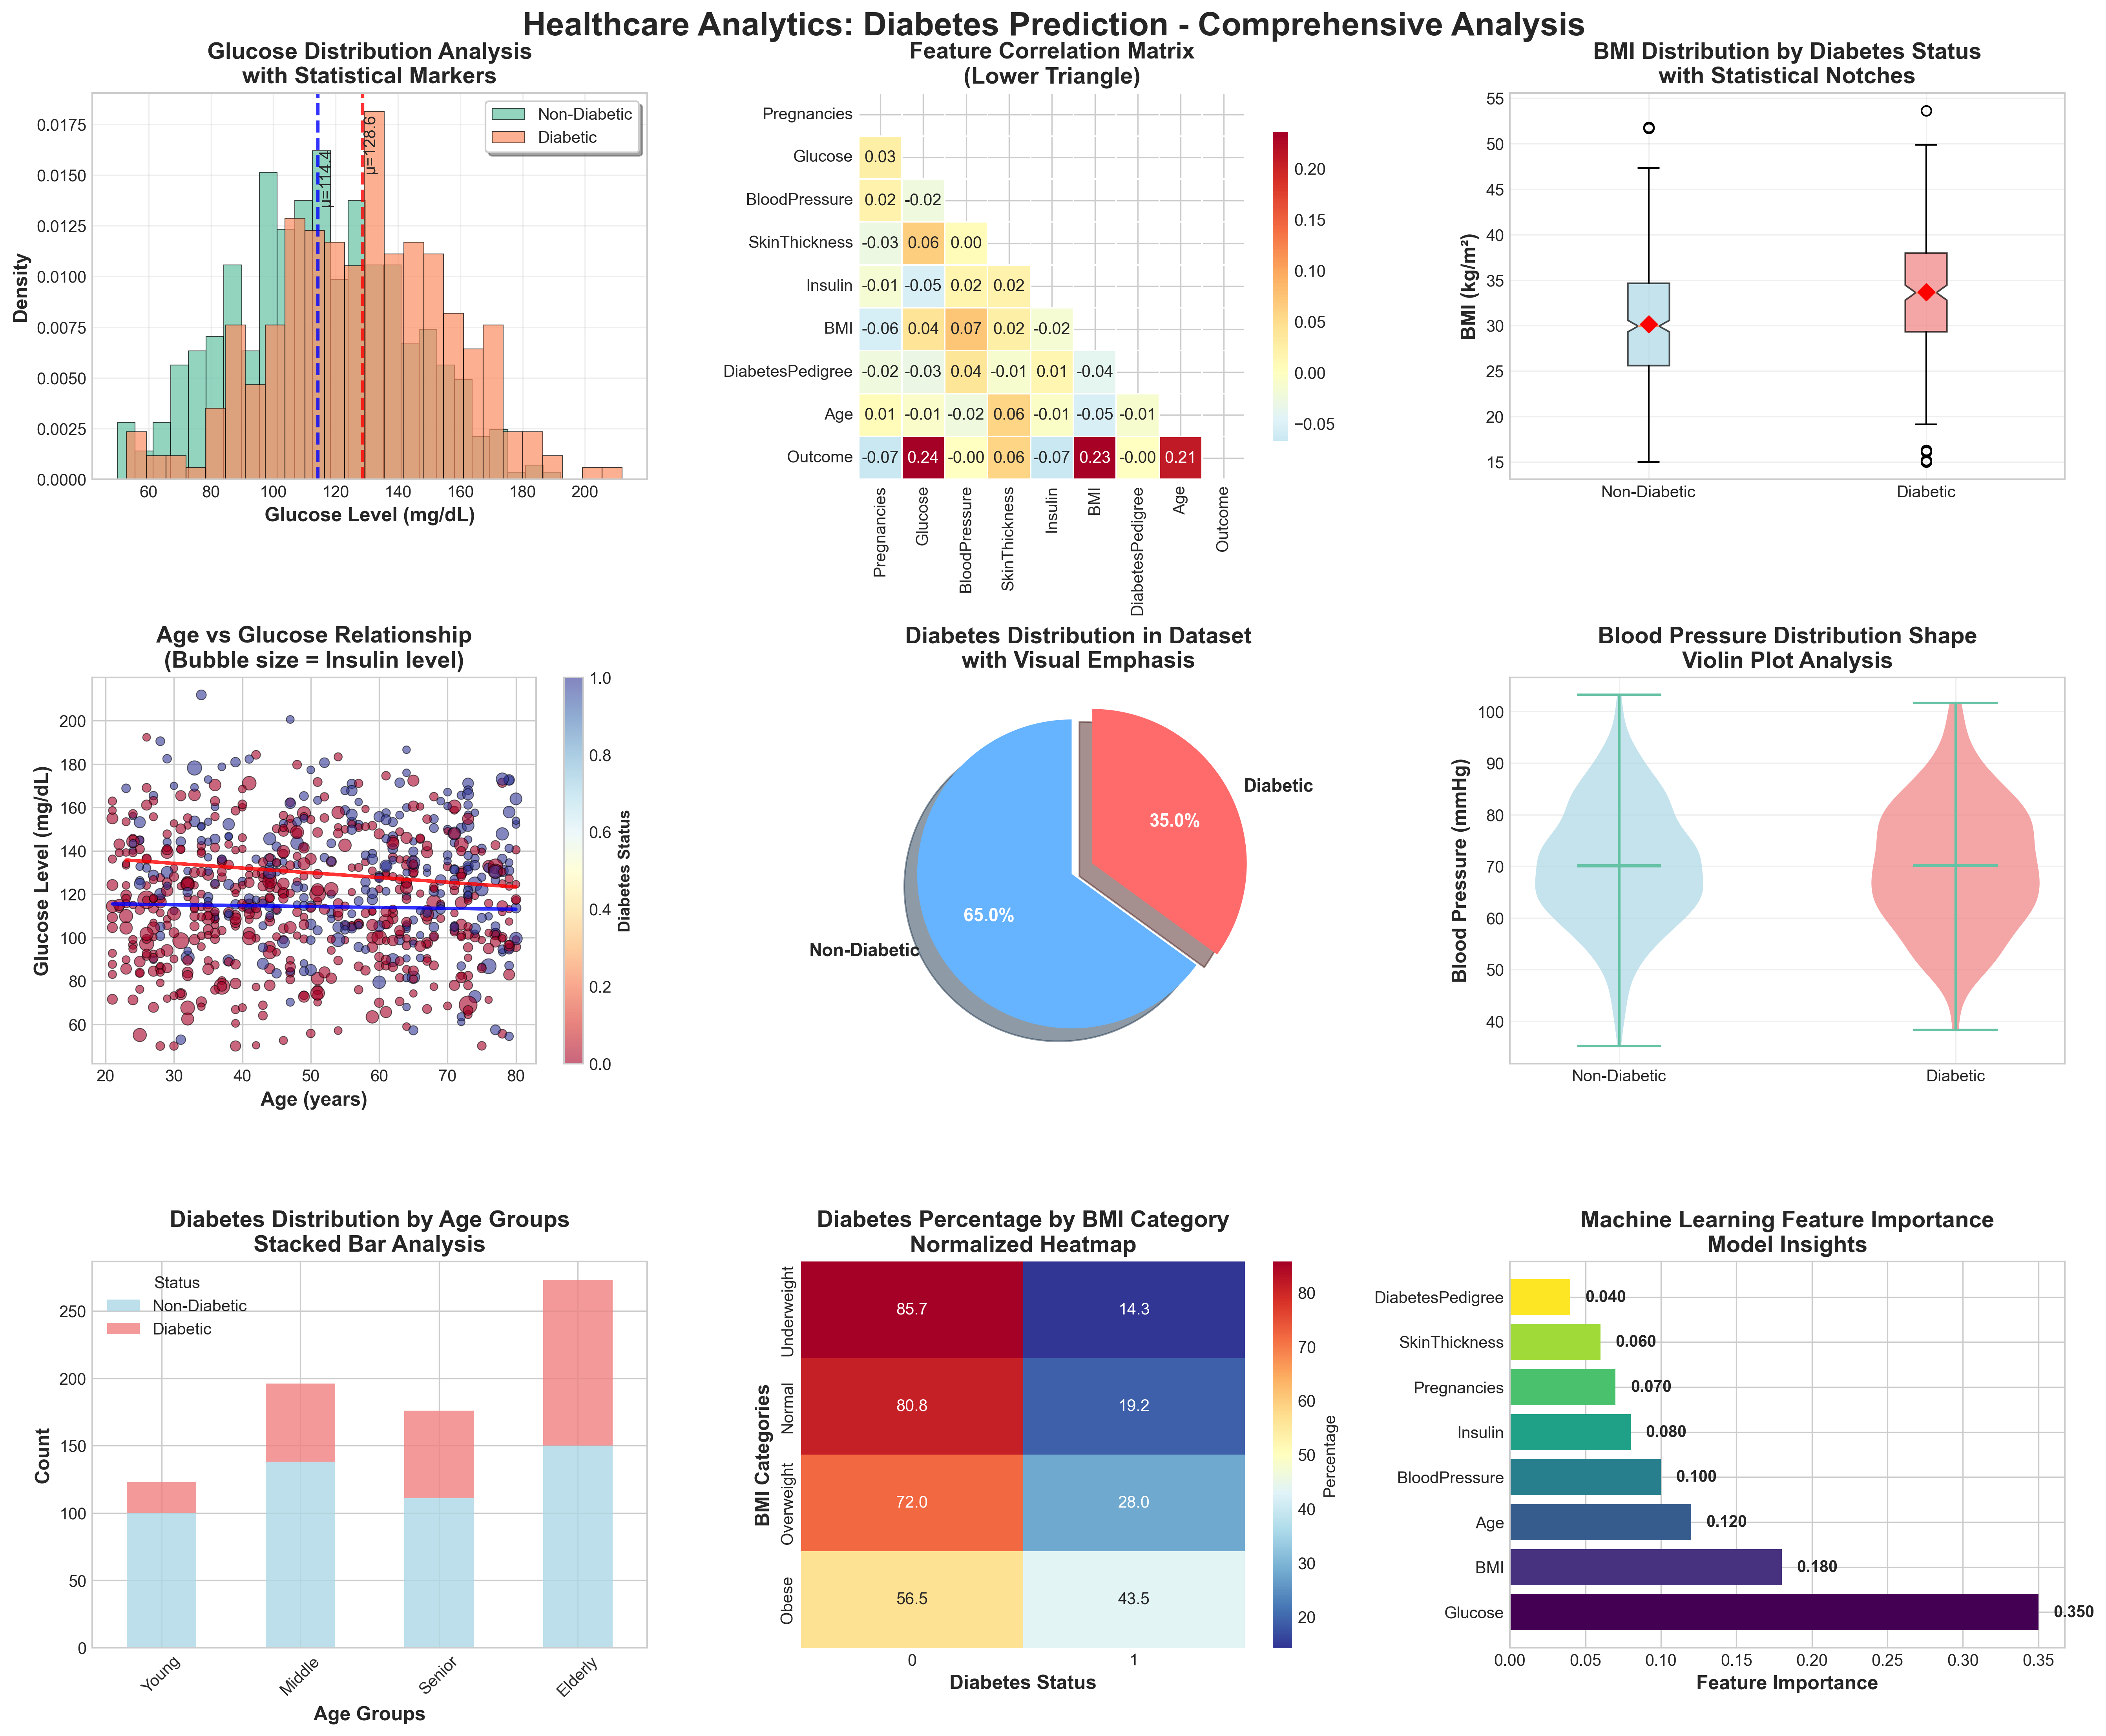 Healthcare Analytics: Diabetes Prediction - Comprehensive Analysis
Glucose Distribution Analysis
with Statistical Markers
Non-Diabetic
Diabetic
μ=114.4
μ=128.6
0.0175
0.0150
0.0125
0.0100
0.0075
0.0050
0.0025
0.0000
Density
60 80 100 120 140 160 180 200
Glucose Level (mg/dL)
Feature Correlation Matrix
(Lower Triangle)
Pregnancies
Glucose 0.03
BloodPressure 0.02 -0.02
SkinThickness -0.03 0.06 0.00
Insulin -0.01 -0.05 0.02 0.02
BMI -0.06 0.04 0.07 0.02 -0.02
DiabetesPedigree -0.02 -0.03 0.04 -0.01 0.01 -0.04
Age 0.01 -0.01 -0.02 0.06 -0.01 -0.05 -0.01
Outcome -0.07 0.24 -0.00 0.06 -0.07 0.23 -0.00 0.21
Pregnancies
Glucose
BloodPressure
SkinThickness
Insulin
BMI
DiabetesPedigree
Age
Outcome
0.20
0.15
0.10
0.05
0.00
−0.05
BMI Distribution by Diabetes Status
with Statistical Notches
55
50
45
40
35
30
25
20
15
BMI (kg/m²)
Non-Diabetic Diabetic
Age vs Glucose Relationship
(Bubble size = Insulin level)
200
180
160
140
120
100
80
60
Glucose Level (mg/dL)
20 30 40 50 60 70 80
Age (years)
1.0
0.8
0.6
0.4
0.2
0.0
Diabetes Status
Diabetes Distribution in Dataset
with Visual Emphasis
Diabetic
35.0%
65.0%
Non-Diabetic
Blood Pressure Distribution Shape
Violin Plot Analysis
100
90
80
70
60
50
40
Blood Pressure (mmHg)
Non-Diabetic Diabetic
Diabetes Distribution by Age Groups
Stacked Bar Analysis
Status
Non-Diabetic
Diabetic
250
200
150
100
50
0
Count
Young Middle Senior Elderly
Age Groups
Diabetes Percentage by BMI Category
Normalized Heatmap
BMI Categories
Underweight 85.7 14.3
Normal 80.8 19.2
Overweight 72.0 28.0
Obese 56.5 43.5
0 1
Diabetes Status
80
70
60
50
40
30
20
Percentage
Machine Learning Feature Importance
Model Insights
DiabetesPedigree 0.040
SkinThickness 0.060
Pregnancies 0.070
Insulin 0.080
BloodPressure 0.100
Age 0.120
BMI 0.180
Glucose 0.350
0.00 0.05 0.10 0.15 0.20 0.25 0.30 0.35
Feature Importance